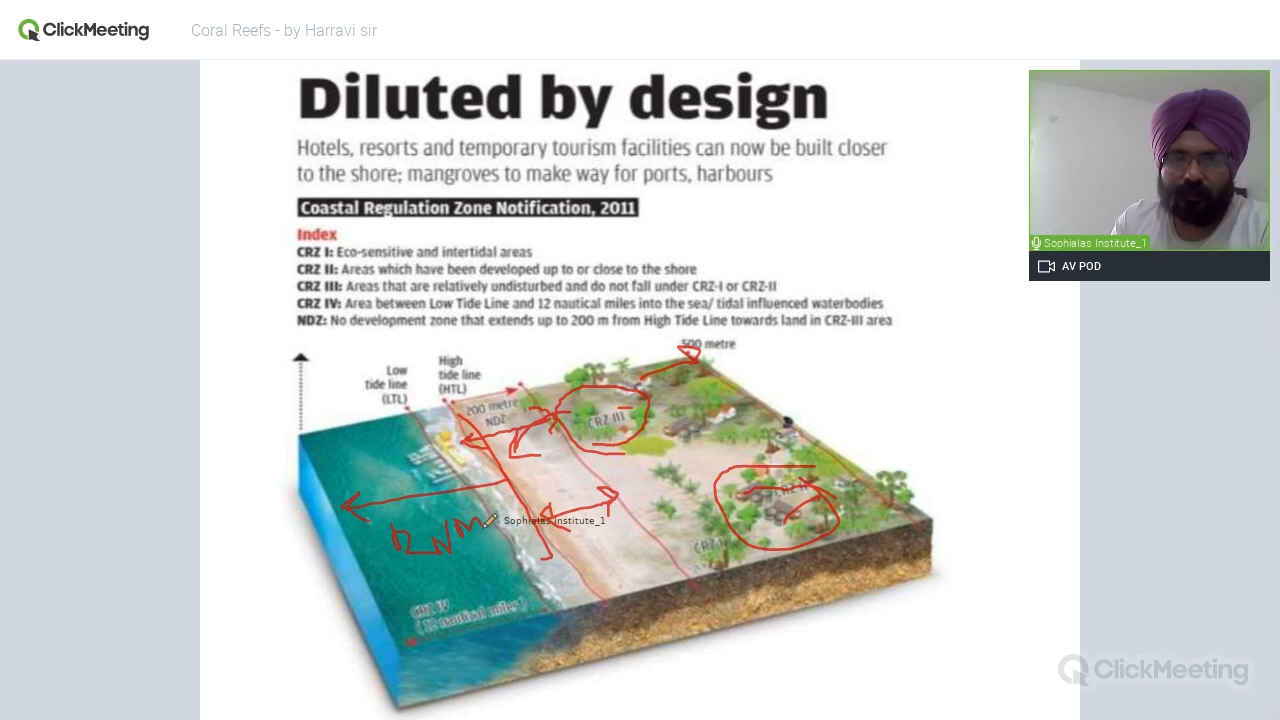 ClickMeeting
Coral Reefs - by Harravi sir
Diluted by design
Hotels, resorts and temporary tourism facilities can now be built closer
to the shore; mangroves to make way for ports, harbours
Coastal Regulation Zone Notification, 2011
Index
CRZ I: Eco-sensitive and intertidal areas
CRZ II: Areas which have been developed up to or close to the shore
CRZ III: Areas that are relatively undisturbed and do not fall under CRZ-I or CRZ-II
CRZ IV: Area between Low Tide Line and 12 nautical miles into the sea/ tidal influenced waterbodies
NDZ: No development zone that extends up to 200 m from High Tide Line towards land in CRZ-III area
500 metre
Low
tide line
(LTL)
High
tide line
(HTL)
200 metre
NDZ
CRZ III
CRZ
CRZ IV
(12 nautical miles)
12 NM
Sophialas Institute_1
Sophialas Institute_1
AV POD
ClickMeeting